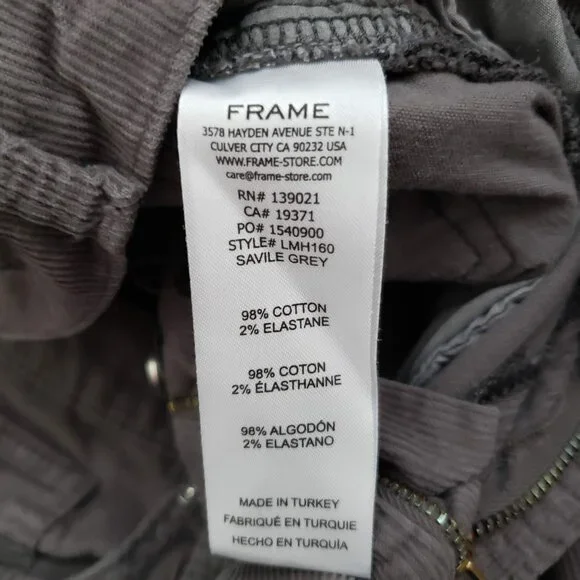 FRAME
3578 HAYDEN AVENUE STE N-1
CULVER CITY CA 90232 USA
WWW.FRAME-STORE.COM
care@frame-store.com
RN# 139021
CA# 19371
PO# 1540900
STYLE# LMH160
SAVILE GREY
98% COTTON
2% ELASTANE
98% COTON
2% ÉLASTHANNE
98% ALGODÓN
2% ELASTANO
MADE IN TURKEY
FABRIQUÉ EN TURQUIE
HECHO EN TURQUÍA